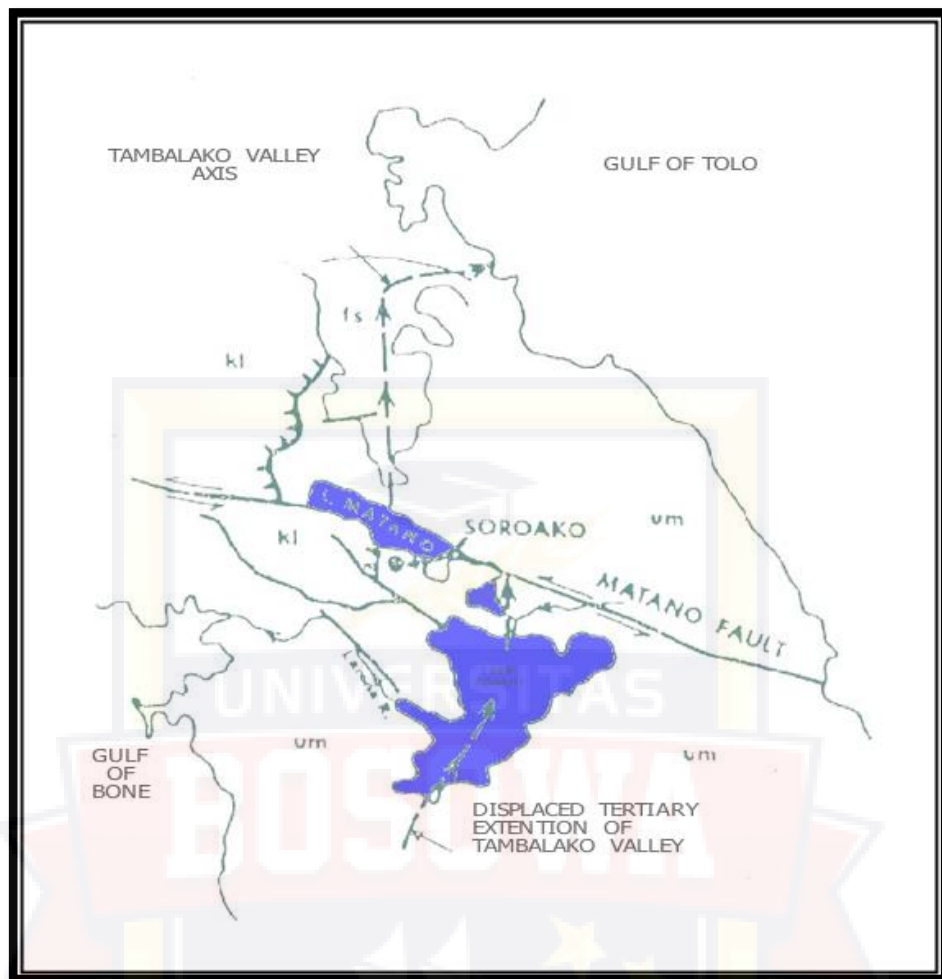 TAMBALAKO VALLEY
AXIS
GULF OF TOLO
ls
kl
L. MATANO
SOROAKO
um
kl
MATANO FAULT
UNIVERSITAS
um
um
GULF
OF
BONE
BOSOWA
DISPLACED TERTIARY
EXTENTION OF
TAMBALAKO VALLEY